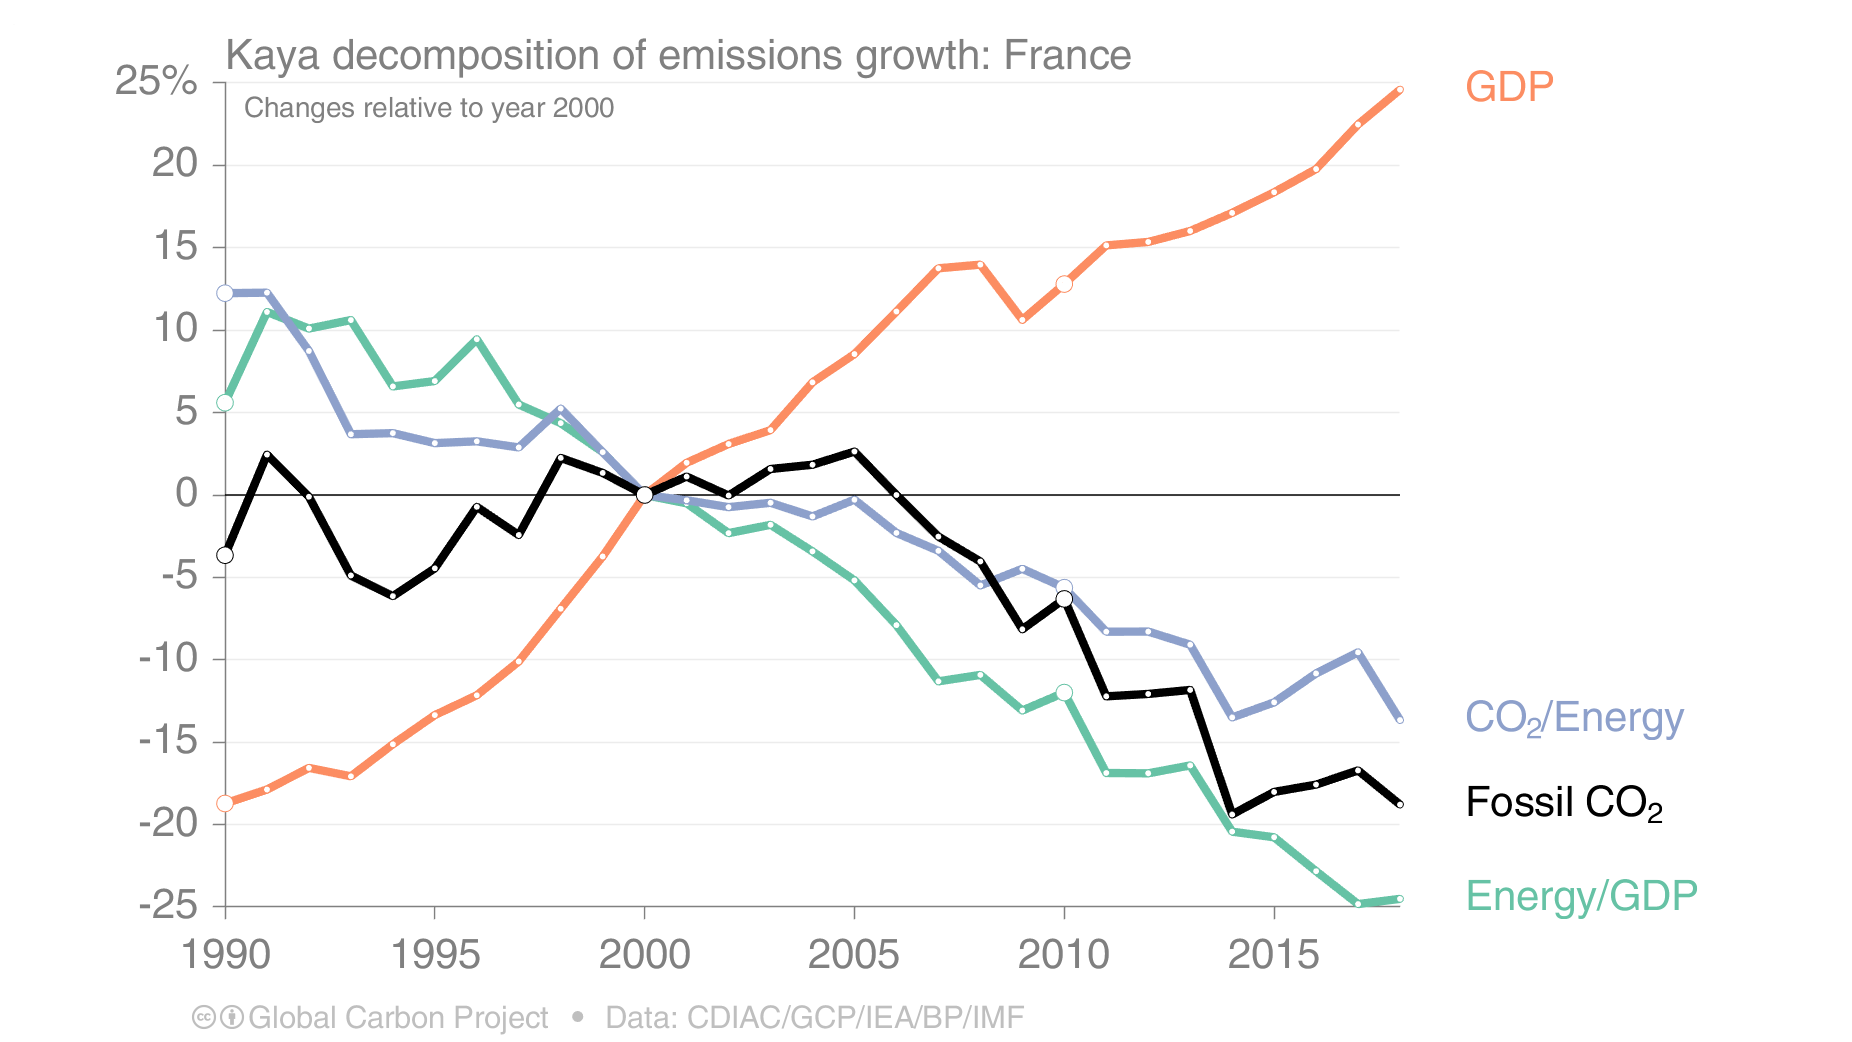 Kaya decomposition of emissions growth: France
Changes relative to year 2000
25%
20
15
10
5
0
-5
-10
-15
-20
-25
1990 1995 2000 2005 2010 2015
GDP
CO₂/Energy
Fossil CO₂
Energy/GDP
cc Global Carbon Project • Data: CDIAC/GCP/IEA/BP/IMF